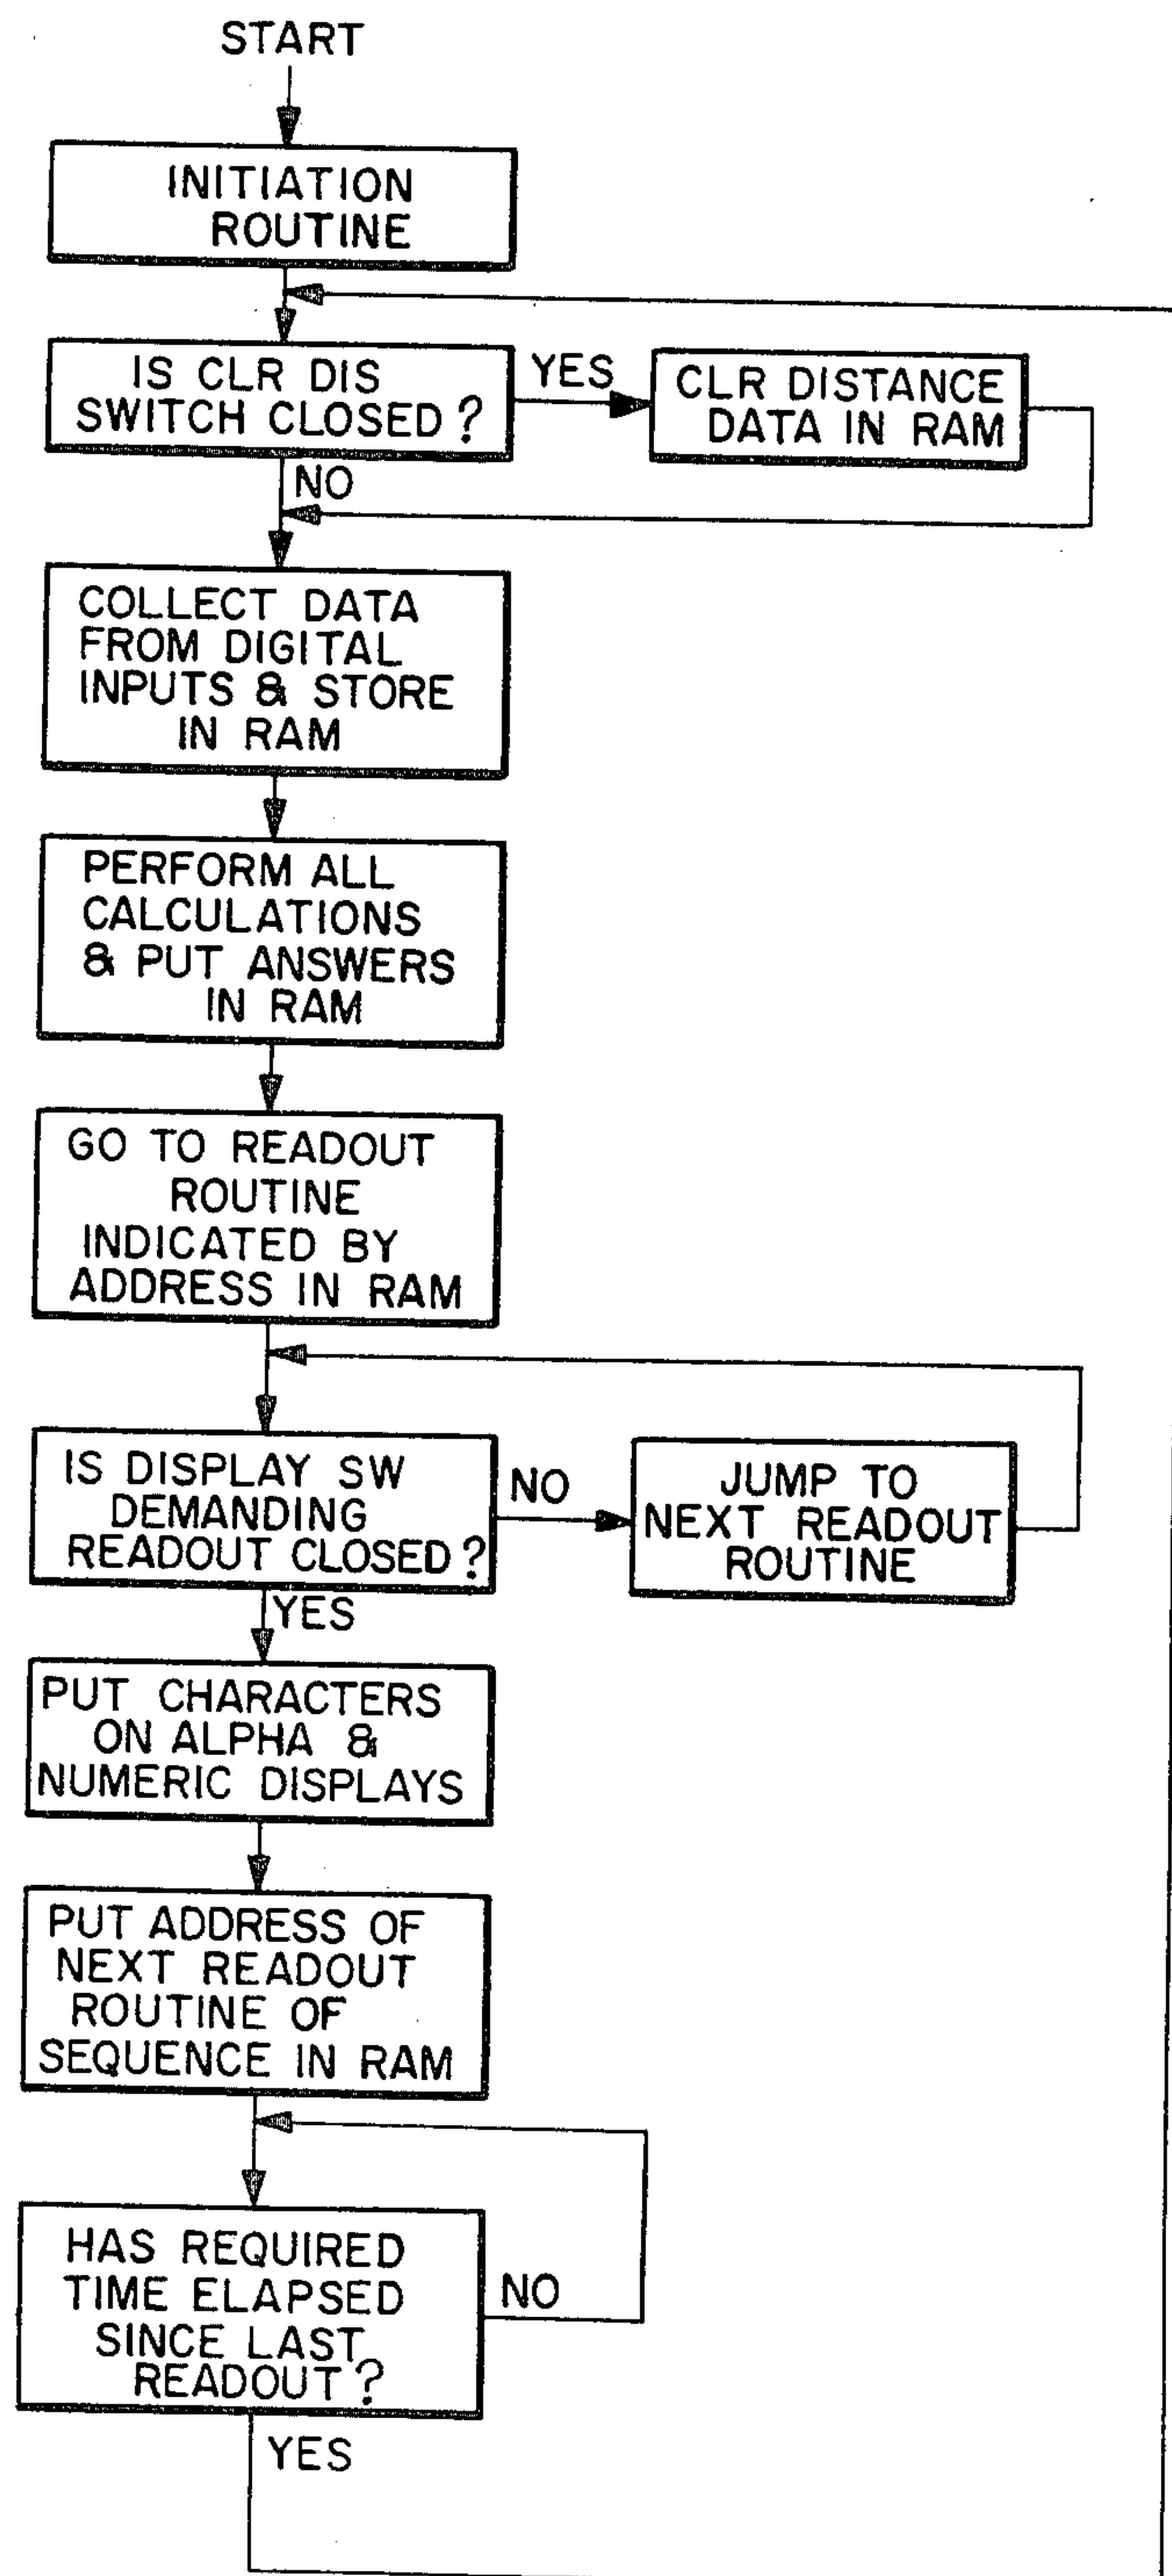 START
INITIATION
ROUTINE
IS CLR DIS
SWITCH CLOSED?
YES
CLR DISTANCE
DATA IN RAM
NO
COLLECT DATA
FROM DIGITAL
INPUTS & STORE
IN RAM
PERFORM ALL
CALCULATIONS
& PUT ANSWERS
IN RAM
GO TO READOUT
ROUTINE
INDICATED BY
ADDRESS IN RAM
IS DISPLAY SW
DEMANDING
READOUT CLOSED?
NO
JUMP TO
NEXT READOUT
ROUTINE
YES
PUT CHARACTERS
ON ALPHA &
NUMERIC DISPLAYS
PUT ADDRESS OF
NEXT READOUT
ROUTINE OF
SEQUENCE IN RAM
HAS REQUIRED
TIME ELAPSED
SINCE LAST
READOUT?
NO
YES